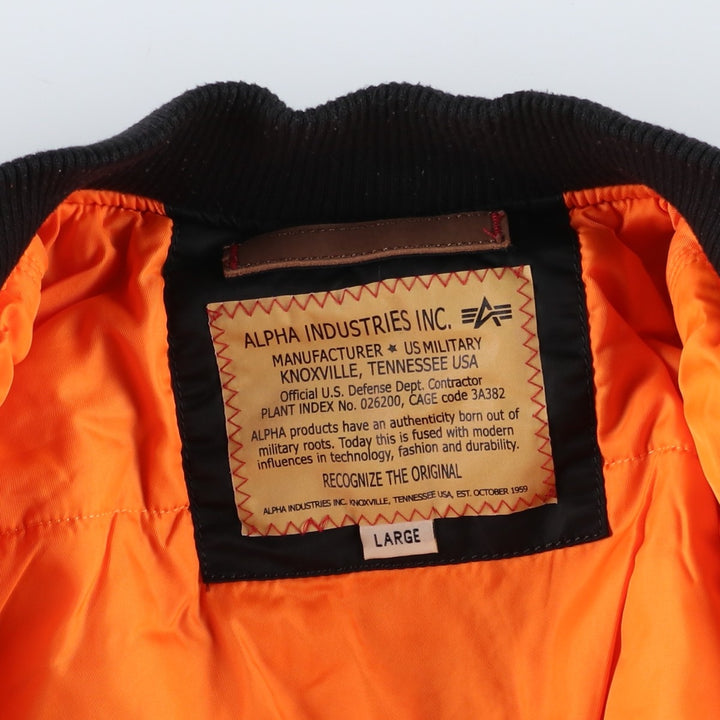 ALPHA INDUSTRIES INC.
MANUFACTURER ★ US MILITARY
KNOXVILLE, TENNESSEE USA
Official U.S. Defense Dept. Contractor
PLANT INDEX No. 026200, CAGE code 3A382
ALPHA products have an authenticity born out of
military roots. Today this is fused with modern
influences in technology, fashion and durability.
RECOGNIZE THE ORIGINAL
ALPHA INDUSTRIES INC. KNOXVILLE, TENNESSEE USA, EST. OCTOBER 1959
LARGE